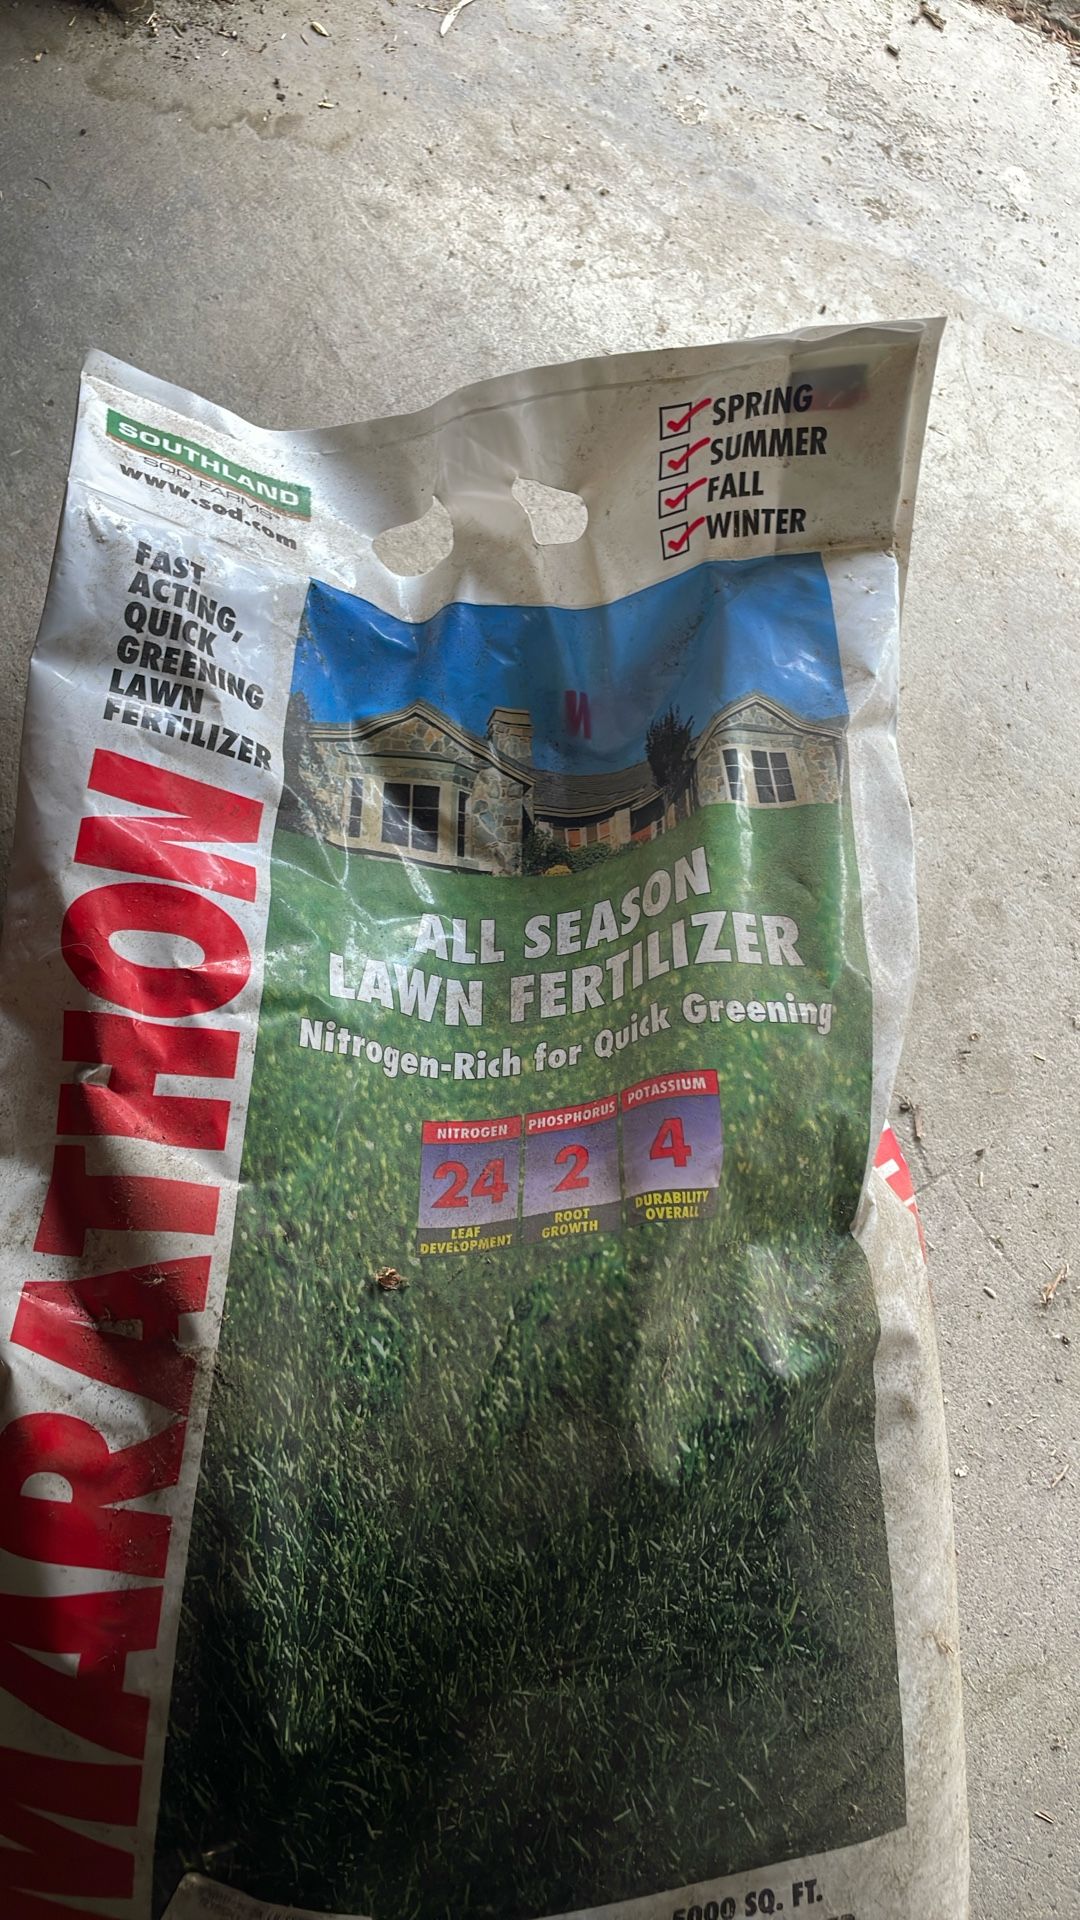 SOUTHLAND
SOD FARMS
www.sod.com
SPRING
SUMMER
FALL
WINTER
FAST
ACTING,
QUICK
GREENING
LAWN
FERTILIZER
MARATHON
ALL SEASON
LAWN FERTILIZER
Nitrogen-Rich for Quick Greening
NITROGEN
24
LEAF
DEVELOPMENT
PHOSPHORUS
2
ROOT
GROWTH
POTASSIUM
4
DURABILITY
OVERALL
5000 SQ. FT.